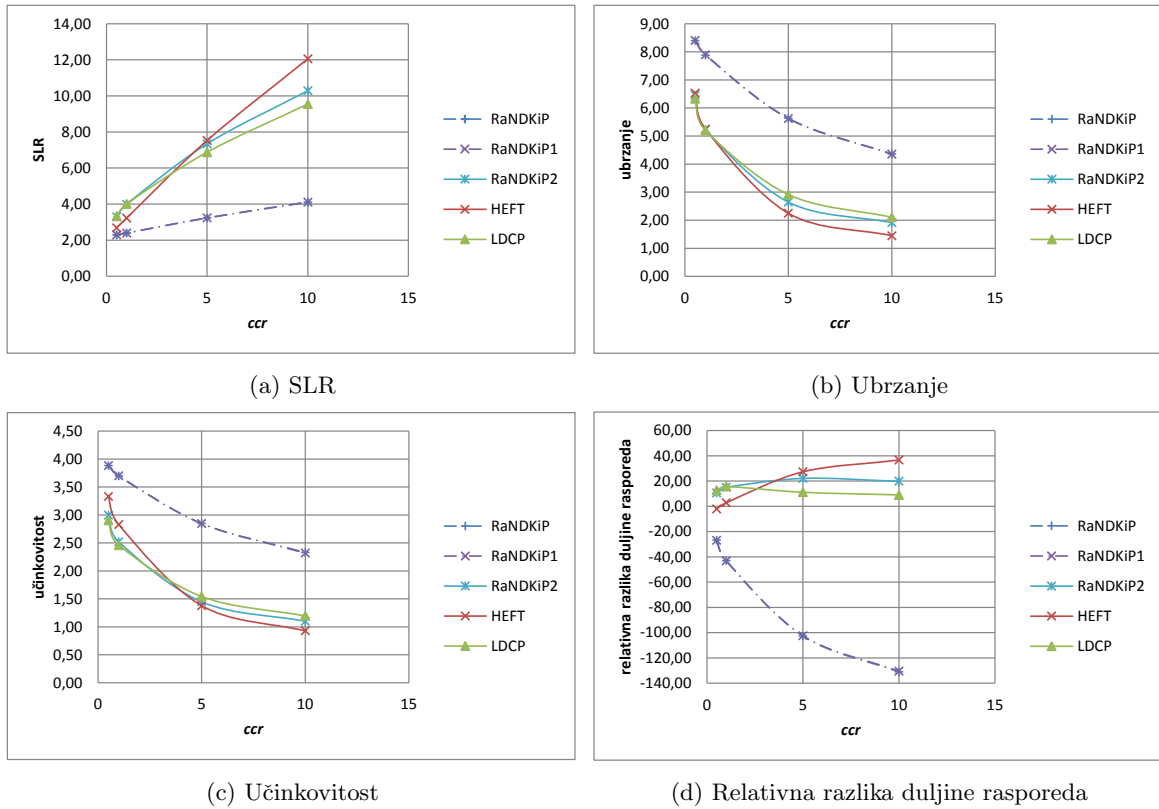 14,00
12,00
10,00
8,00
6,00
4,00
2,00
0,00
SLR
0 5 10 15
ccr
RaNDKiP
RaNDKiP1
RaNDKiP2
HEFT
LDCP
(a) SLR
9,00
8,00
7,00
6,00
5,00
4,00
3,00
2,00
1,00
0,00
ubrzanje
0 5 10 15
ccr
RaNDKiP
RaNDKiP1
RaNDKiP2
HEFT
LDCP
(b) Ubrzanje
4,50
4,00
3,50
3,00
2,50
2,00
1,50
1,00
0,50
0,00
učinkovitost
0 5 10 15
ccr
RaNDKiP
RaNDKiP1
RaNDKiP2
HEFT
LDCP
(c) Učinkovitost
60,00
40,00
20,00
0,00
-20,00
-40,00
-60,00
-80,00
-100,00
-120,00
-140,00
relativna razlika duljine rasporeda
0 5 10 15
ccr
RaNDKiP
RaNDKiP1
RaNDKiP2
HEFT
LDCP
(d) Relativna razlika duljine rasporeda